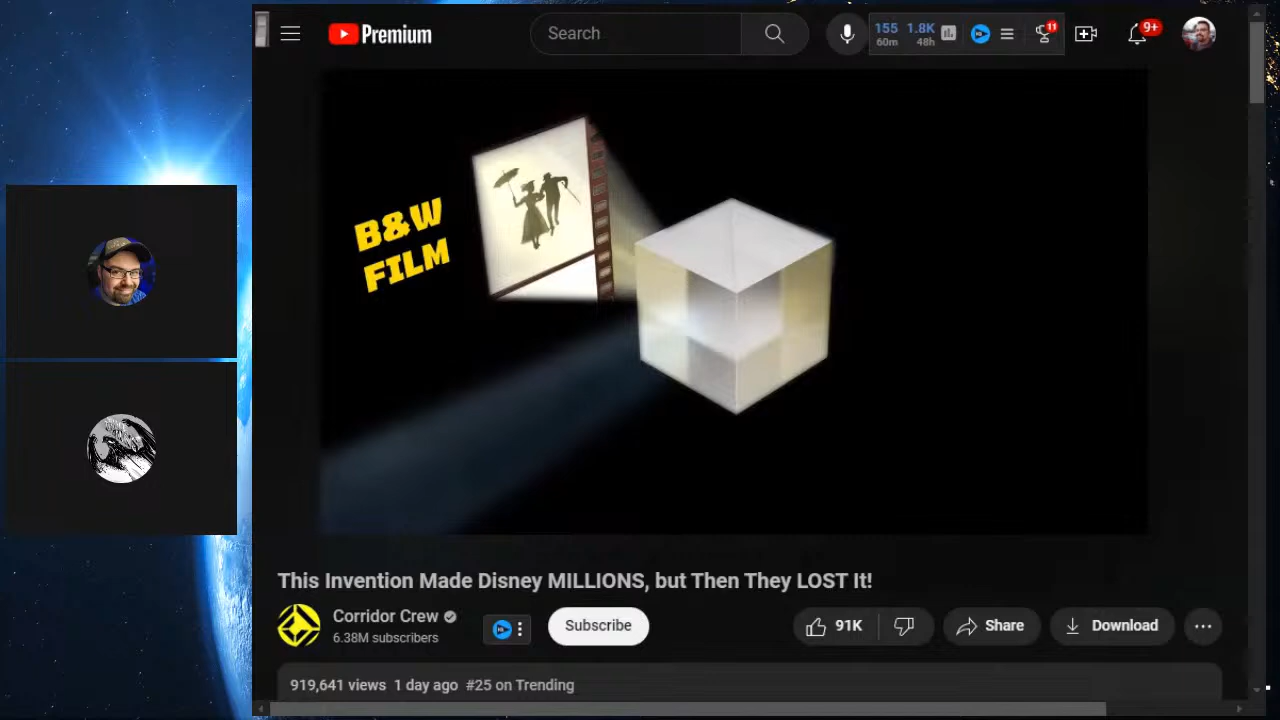 Premium
Search
155 1.8K
60m 48h
11
9+
B&W
FILM
This Invention Made Disney MILLIONS, but Then They LOST It!
Corridor Crew
6.38M subscribers
Subscribe
91K
Share
Download
919,641 views 1 day ago #25 on Trending